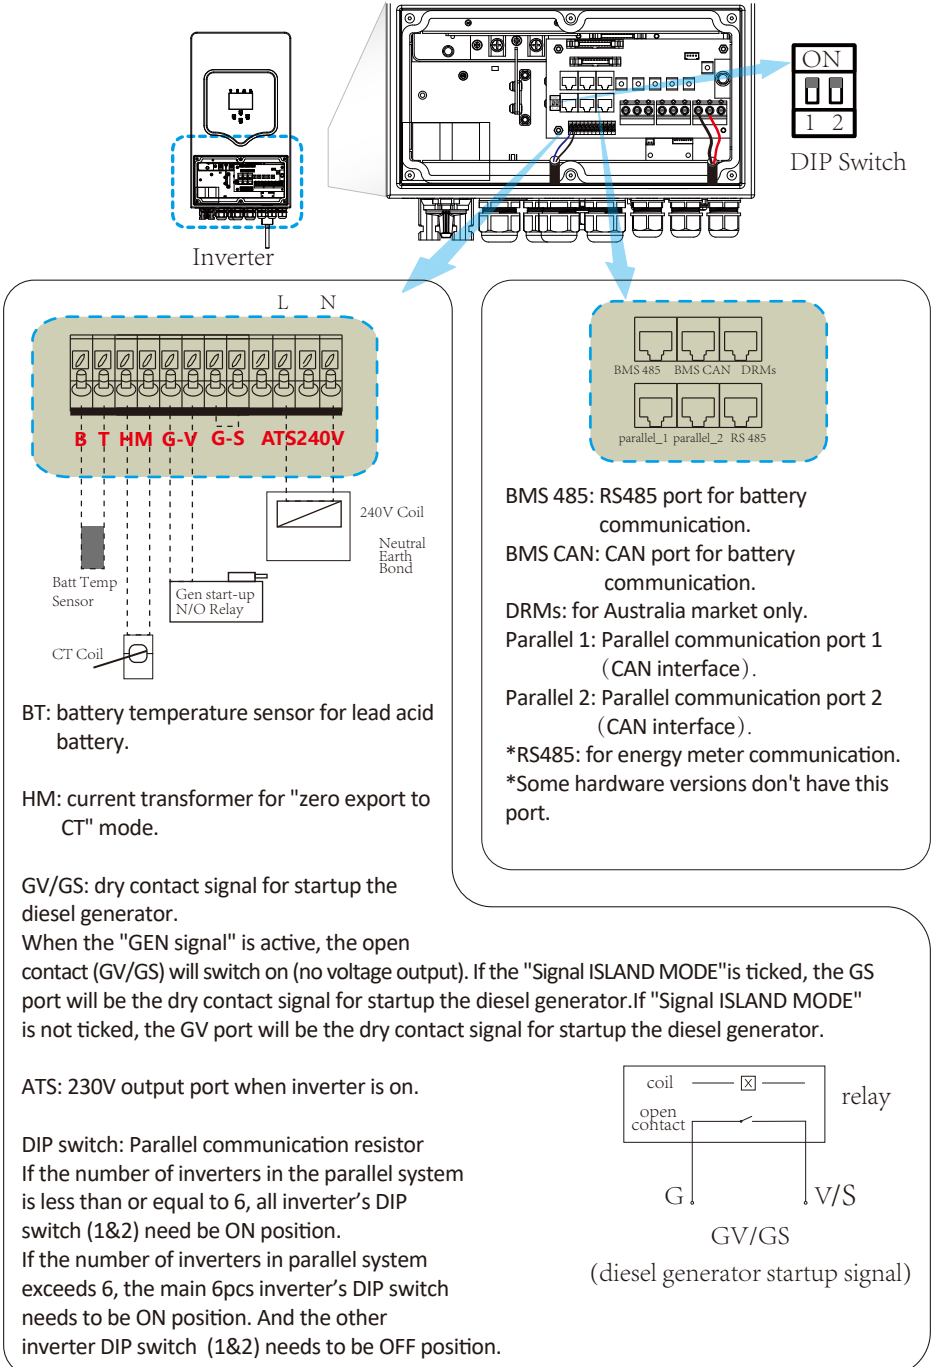 ON
1 2
DIP Switch
Inverter
L N
B T HM G-V G-S ATS240V
240V Coil
Neutral
Earth
Bond
Batt Temp
Sensor
Gen start-up
N/O Relay
CT Coil
BMS 485 BMS CAN DRMs
parallel_1 parallel_2 RS 485
BMS 485: RS485 port for battery
communication.
BMS CAN: CAN port for battery
communication.
DRMs: for Australia market only.
Parallel 1: Parallel communication port 1
（CAN interface）.
Parallel 2: Parallel communication port 2
（CAN interface）.
*RS485: for energy meter communication.
*Some hardware versions don't have this
port.
BT: battery temperature sensor for lead acid
battery.
HM: current transformer for "zero export to
CT" mode.
GV/GS: dry contact signal for startup the
diesel generator.
When the "GEN signal" is active, the open
contact (GV/GS) will switch on (no voltage output). If the "Signal ISLAND MODE"is ticked, the GS
port will be the dry contact signal for startup the diesel generator.If "Signal ISLAND MODE"
is not ticked, the GV port will be the dry contact signal for startup the diesel generator.
ATS: 230V output port when inverter is on.
DIP switch: Parallel communication resistor
If the number of inverters in the parallel system
is less than or equal to 6, all inverter’s DIP
switch (1&2) need be ON position.
If the number of inverters in parallel system
exceeds 6, the main 6pcs inverter’s DIP switch
needs to be ON position. And the other
inverter DIP switch (1&2) needs to be OFF position.
coil
open
contact
relay
G V/S
GV/GS
(diesel generator startup signal)